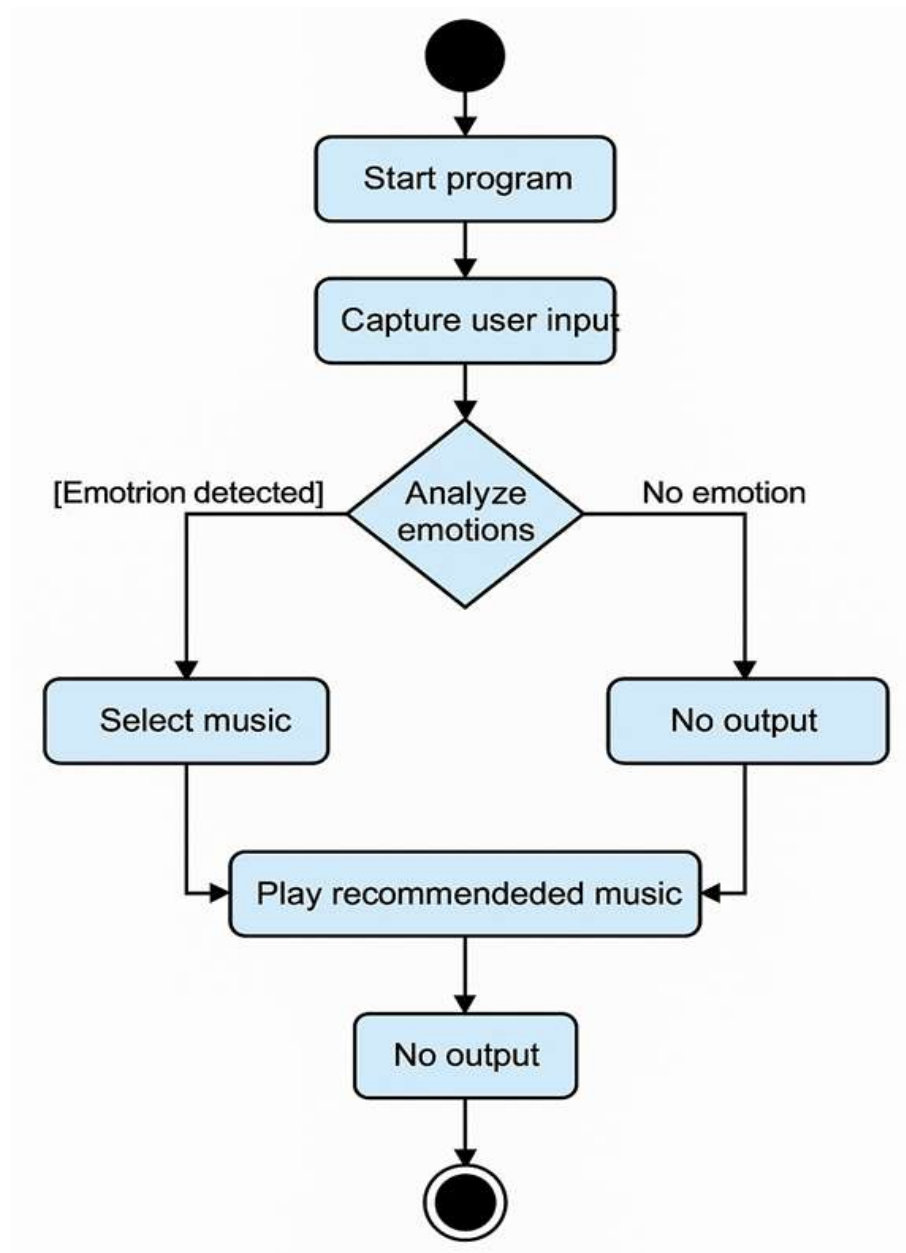 Start program
Capture user input
[Emotrion detected]
Analyze
emotions
No emotion
Select music
No output
Play recommendeded music
No output